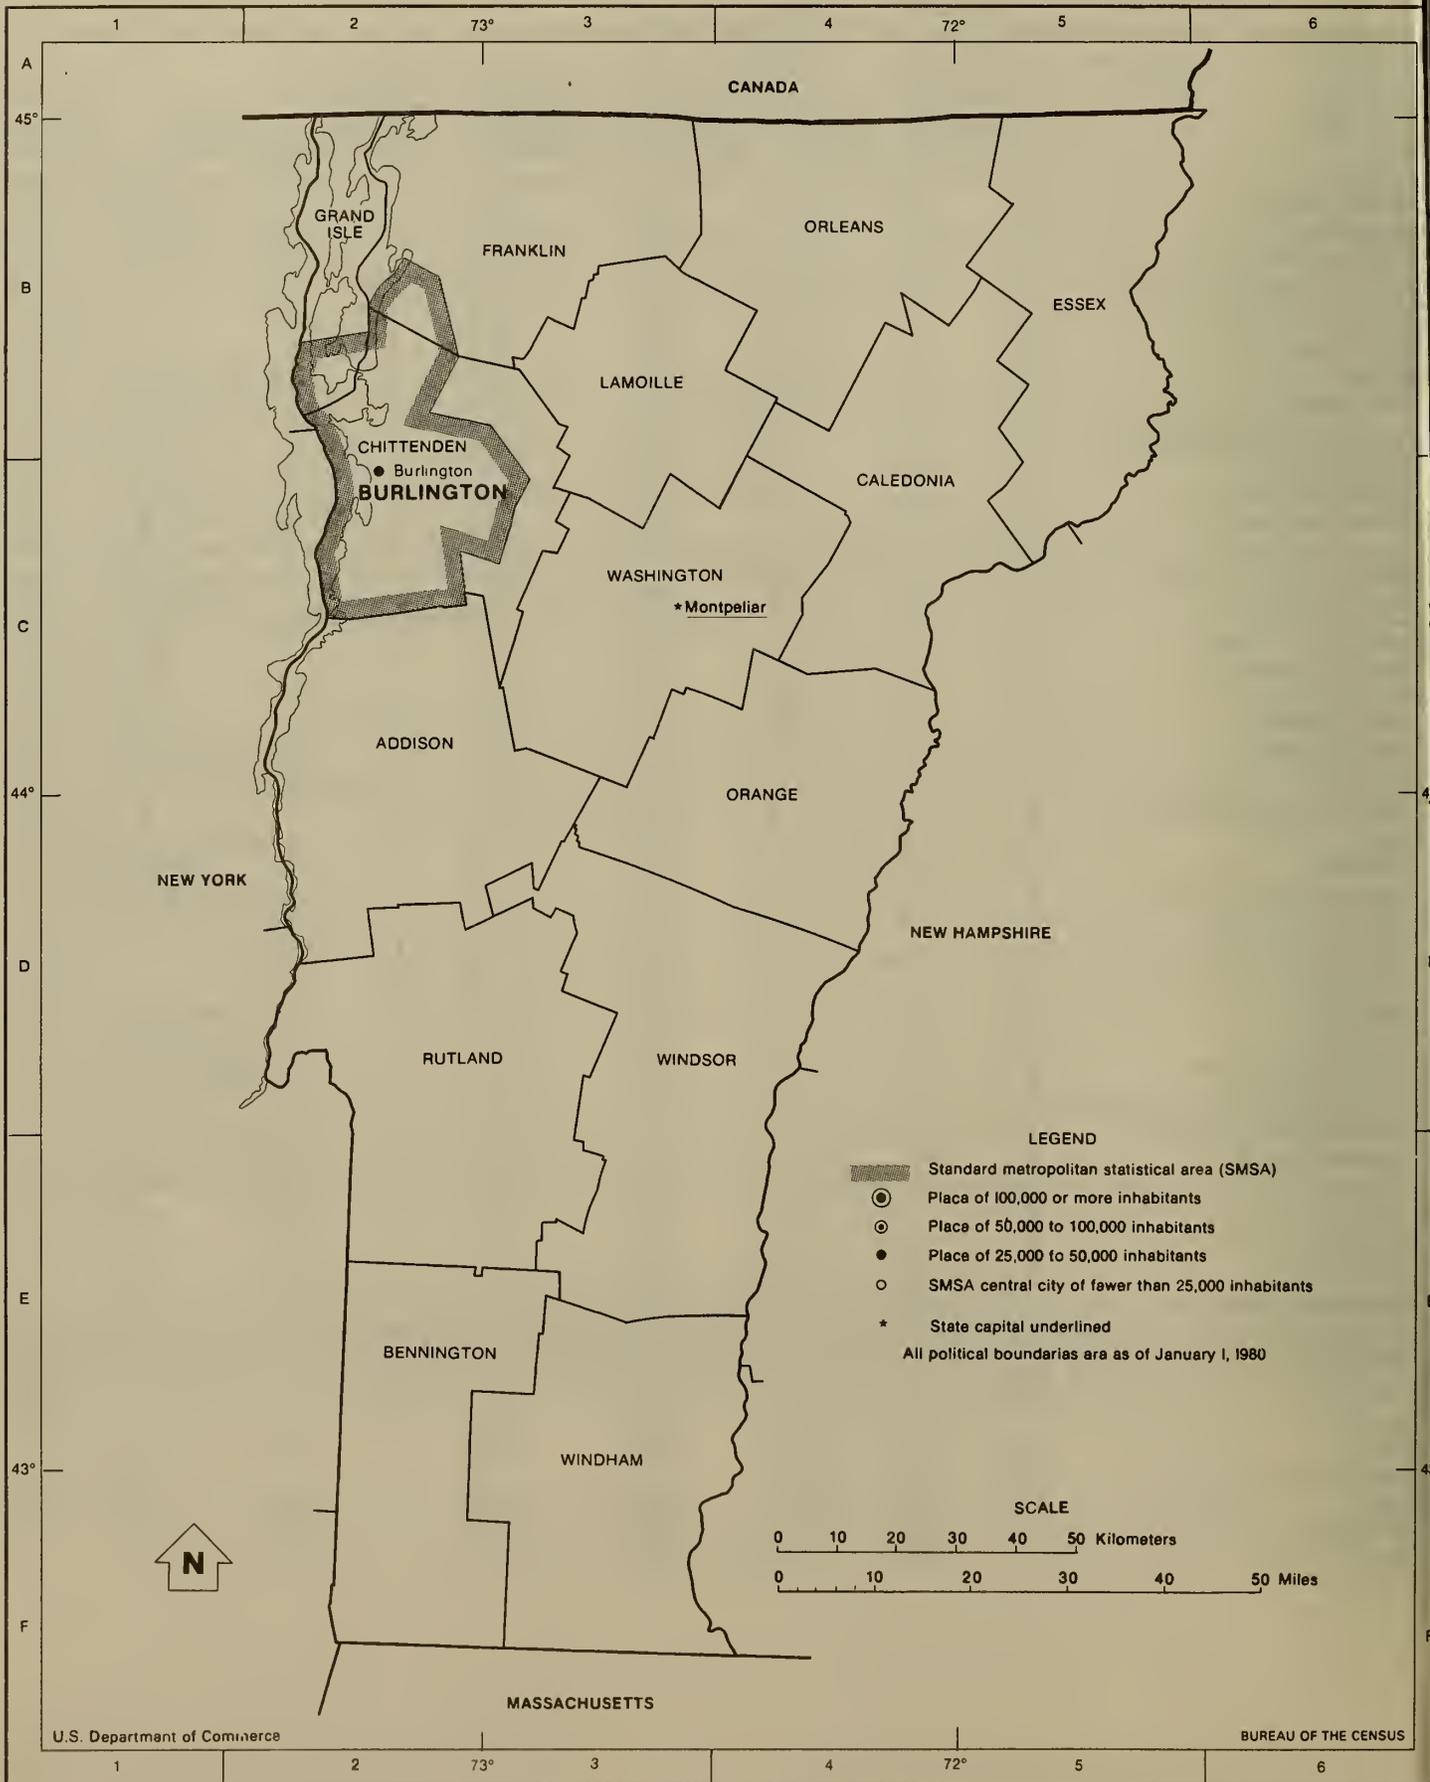 1 2 73° 3 4 72° 5 6
A
CANADA
45°
GRAND
ISLE
ORLEANS
FRANKLIN
B
ESSEX
LAMOILLE
CHITTENDEN
Burlington
BURLINGTON
CALEDONIA
WASHINGTON
*Montpeliar
C
ADDISON
44°
ORANGE
NEW YORK
NEW HAMPSHIRE
D
RUTLAND
WINDSOR
LEGEND
Standard metropolitan statistical area (SMSA)
Placa of 100,000 or more inhabitants
Place of 50,000 to 100,000 inhabitants
Place of 25,000 to 50,000 inhabitants
SMSA central city of fawer than 25,000 inhabitants
* State capital underlined
All political boundarias ara as of January 1, 1980
E
BENNINGTON
WINDHAM
43°
SCALE
0 10 20 30 40 50 Kilometers
0 10 20 30 40 50 Miles
N
F
MASSACHUSETTS
U.S. Department of Commerce
BUREAU OF THE CENSUS
1 2 73° 3 4 72° 5 6